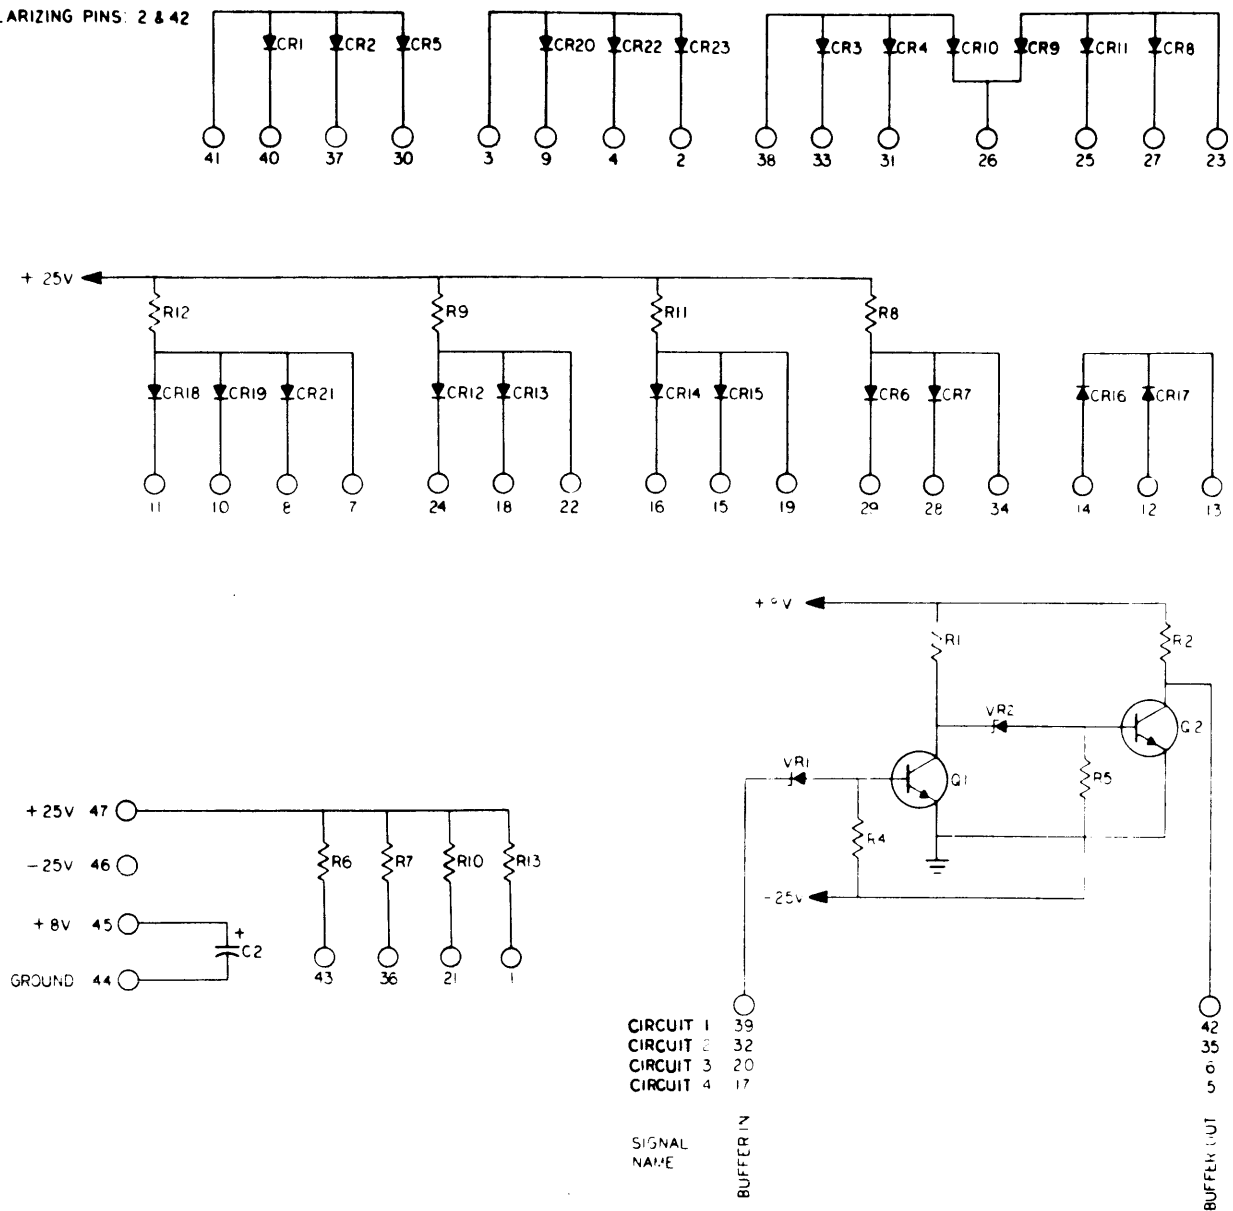 ARIZING PINS: 2 & 42
CR1 CR2 CR5 CR20 CR22 CR23 CR3 CR4 CR10 CR9 CR11 CR8
41 40 37 30 3 9 4 2 38 33 31 26 25 27 23
+ 25V
R12 R9 R11 R8
CR18 CR19 CR21 CR12 CR13 CR14 CR15 CR6 CR7 CR16 CR17
11 10 8 7 24 18 22 16 15 19 29 28 34 14 12 13
R1 R2
VR2 Q2
VR1 Q1 R5
+25V 47
R4
-25V 46 R6 R7 R10 R13
-25V
+8V 45
+
C2
GROUND 44 43 36 21 1
CIRCUIT 1 39 42
CIRCUIT 2 32 35
CIRCUIT 3 20 6
CIRCUIT 4 17 5
SIGNAL
NAME
BUFFER IN
BUFFER OUT